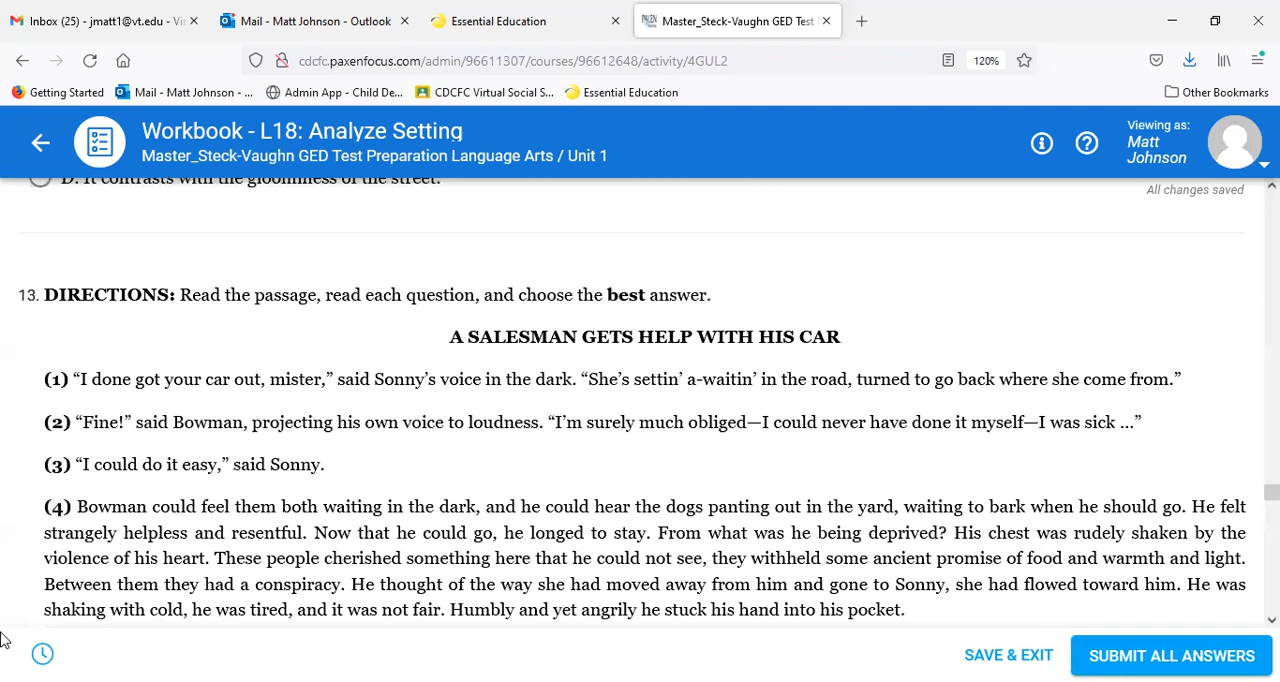 Inbox (25) - jmatt1@vt.edu - Vir
Mail - Matt Johnson - Outlook
Essential Education
Master_Steck-Vaughn GED Test
cdcfc.paxenfocus.com/admin/96611307/courses/96612648/activity/4GUL2
120%
Getting Started
Mail - Matt Johnson - ...
Admin App - Child De...
CDCFC Virtual Social S...
Essential Education
Other Bookmarks
Workbook - L18: Analyze Setting
Master_Steck-Vaughn GED Test Preparation Language Arts / Unit 1
Viewing as:
Matt
Johnson
D. It contrasts with the gloominess of the street.
All changes saved
13. DIRECTIONS: Read the passage, read each question, and choose the best answer.
A SALESMAN GETS HELP WITH HIS CAR
(1) “I done got your car out, mister,” said Sonny’s voice in the dark. “She’s settin’ a-waitin’ in the road, turned to go back where she come from.”
(2) “Fine!” said Bowman, projecting his own voice to loudness. “I’m surely much obliged—I could never have done it myself—I was sick ...”
(3) “I could do it easy,” said Sonny.
(4) Bowman could feel them both waiting in the dark, and he could hear the dogs panting out in the yard, waiting to bark when he should go. He felt
strangely helpless and resentful. Now that he could go, he longed to stay. From what was he being deprived? His chest was rudely shaken by the
violence of his heart. These people cherished something here that he could not see, they withheld some ancient promise of food and warmth and light.
Between them they had a conspiracy. He thought of the way she had moved away from him and gone to Sonny, she had flowed toward him. He was
shaking with cold, he was tired, and it was not fair. Humbly and yet angrily he stuck his hand into his pocket.
SAVE & EXIT
SUBMIT ALL ANSWERS